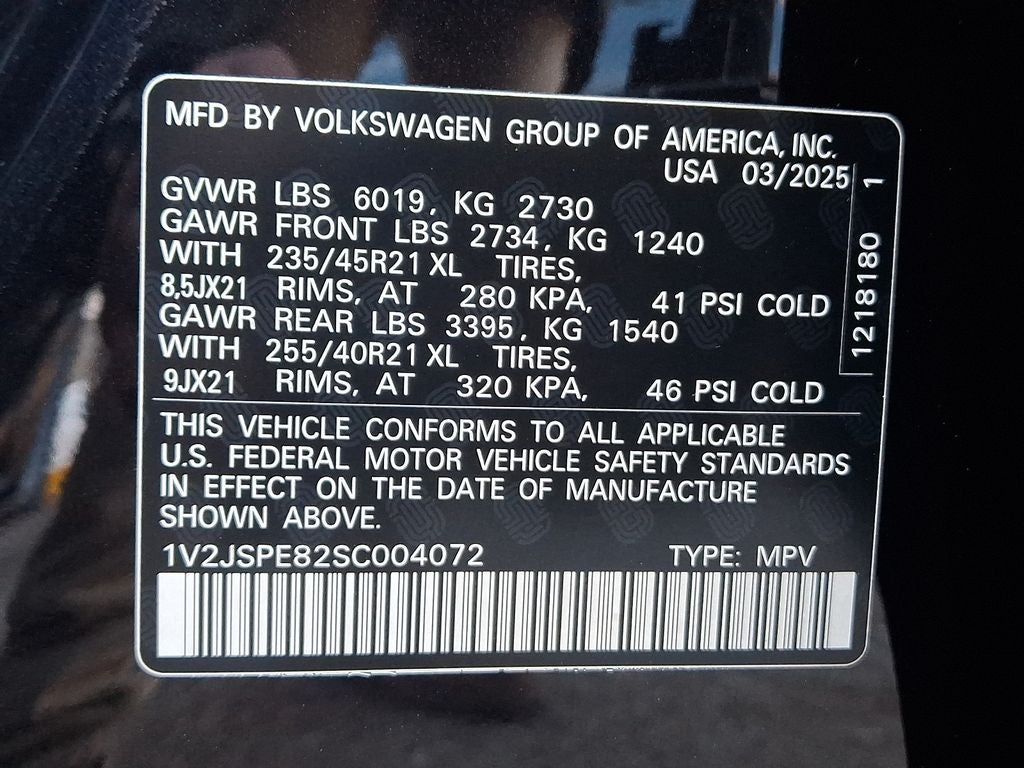 MFD BY VOLKSWAGEN GROUP OF AMERICA, INC.
USA 03/2025
GVWR LBS 6019, KG 2730
GAWR FRONT LBS 2734, KG 1240
WITH 235/45R21 XL TIRES,
8,5JX21 RIMS, AT 280 KPA, 41 PSI COLD
GAWR REAR LBS 3395, KG 1540
WITH 255/40R21 XL TIRES,
9JX21 RIMS, AT 320 KPA, 46 PSI COLD
1218180 1
THIS VEHICLE CONFORMS TO ALL APPLICABLE
U.S. FEDERAL MOTOR VEHICLE SAFETY STANDARDS
IN EFFECT ON THE DATE OF MANUFACTURE
SHOWN ABOVE.
1V2JSPE82SC004072 TYPE: MPV